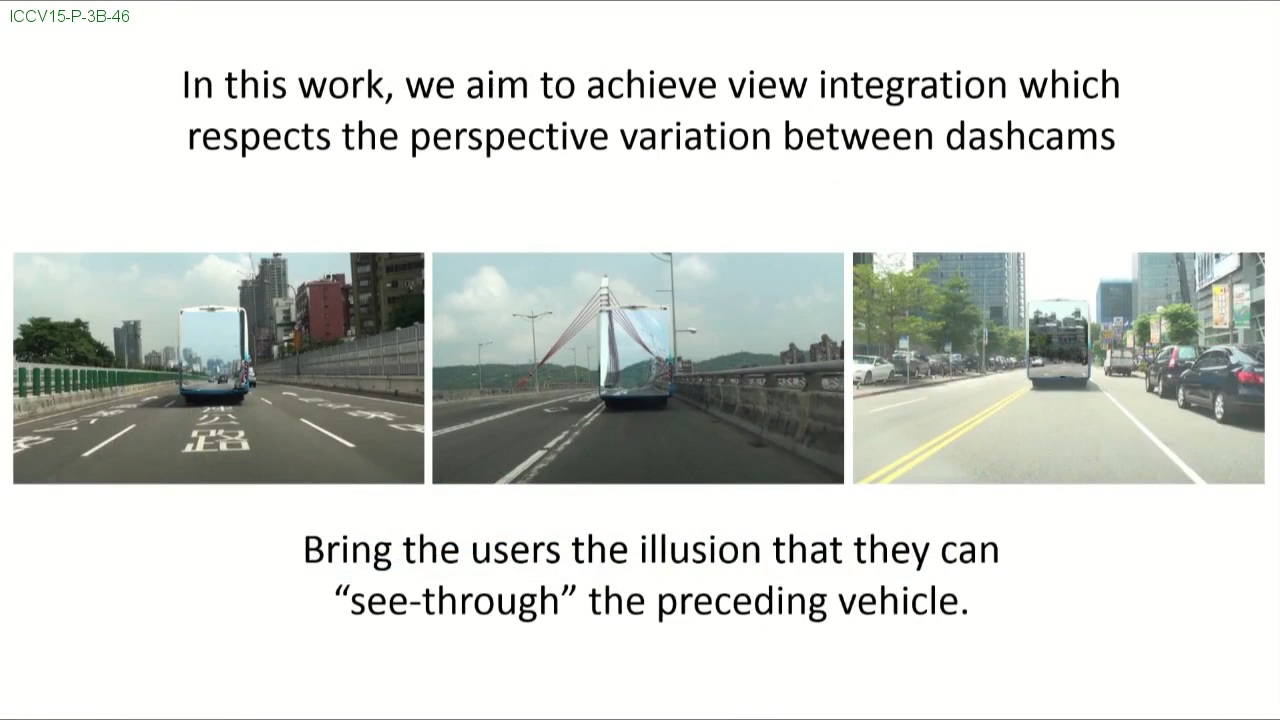 ICCV15-P-3B-46
In this work, we aim to achieve view integration which
respects the perspective variation between dashcams
Bring the users the illusion that they can
“see-through” the preceding vehicle.